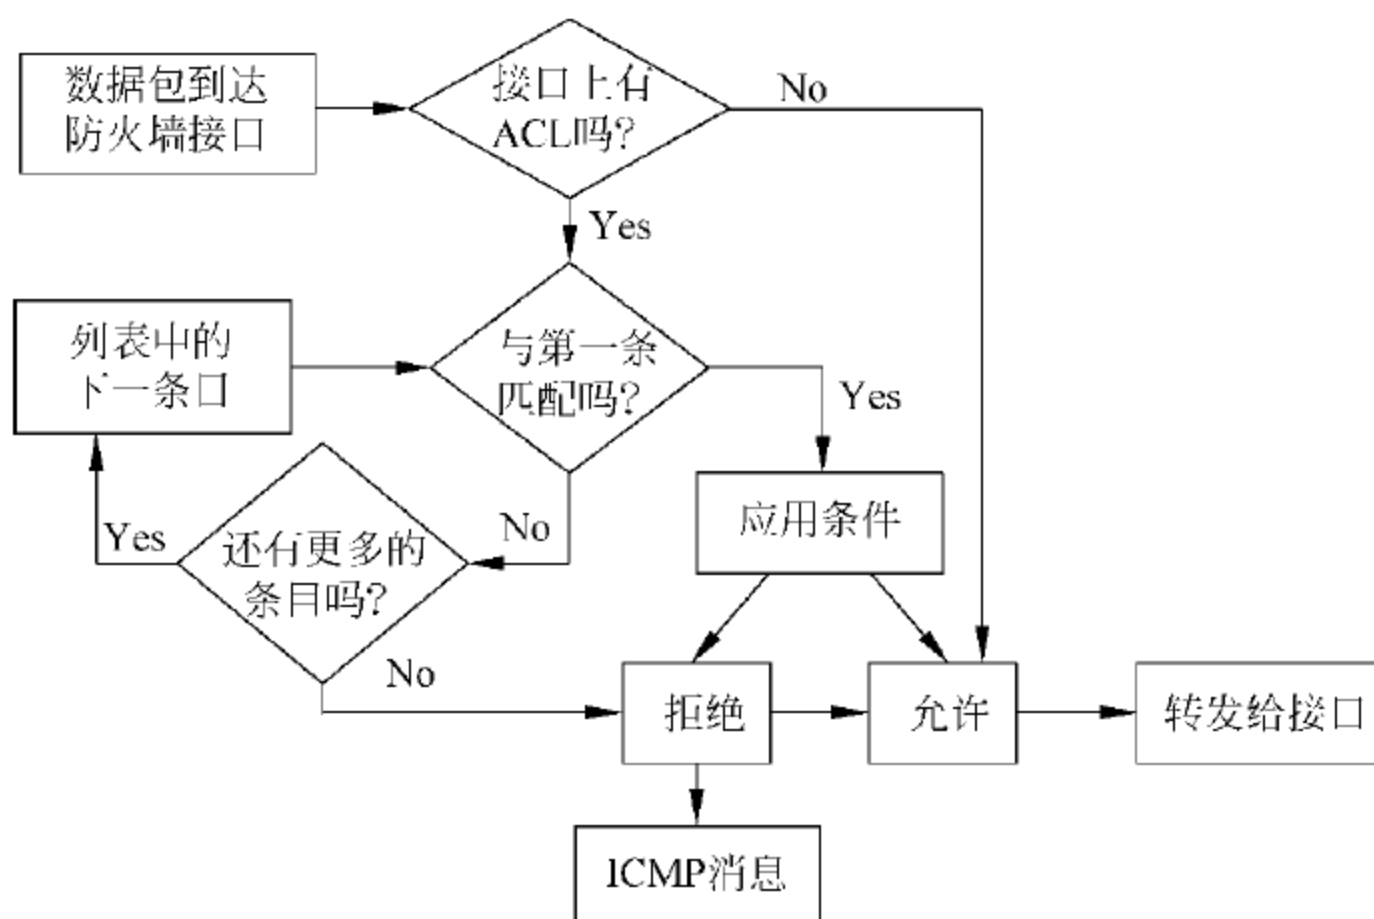 数据包到达
防火墙接口
接口上有
ACL吗?
No
Yes
列表中的
下一条目
与第一条
匹配吗?
Yes
No
还有更多的
条目吗?
Yes
No
应用条件
拒绝
允许
转发给接口
ICMP消息